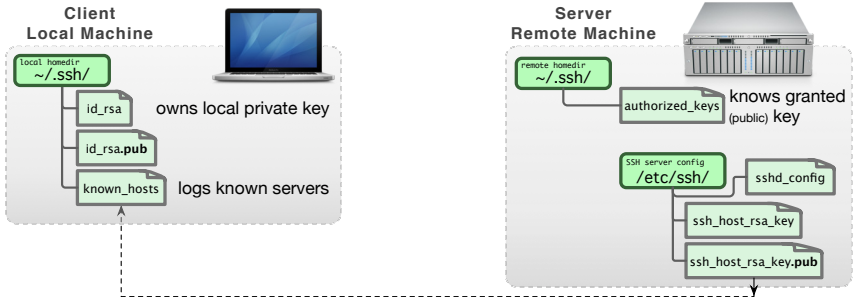 Client
Local Machine
local homedir
~/.ssh/
id_rsa
owns local private key
id_rsa.pub
known_hosts
logs known servers
Server
Remote Machine
remote homedir
~/.ssh/
authorized_keys
knows granted
(public) key
SSH server config
/etc/ssh/
sshd_config
ssh_host_rsa_key
ssh_host_rsa_key.pub